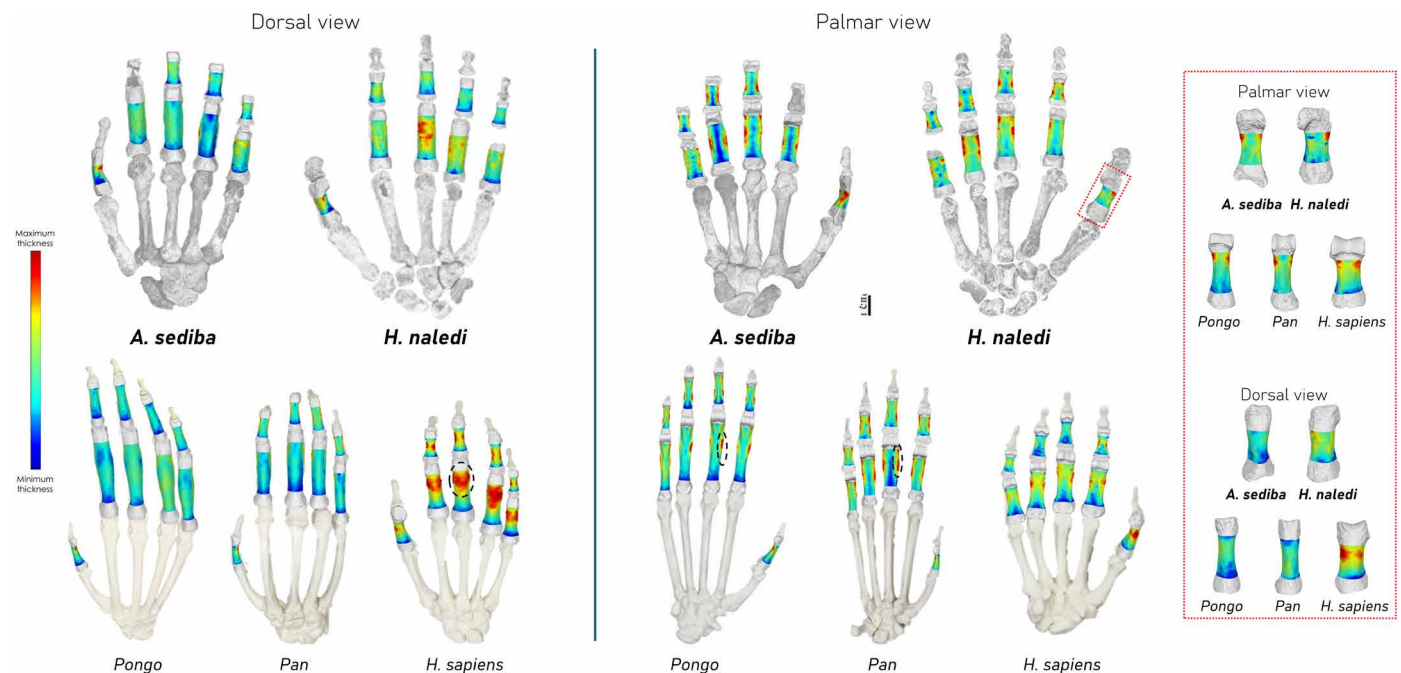 Dorsal view
Palmar view
Maximum
thickness
Minimum
thickness
A. sediba
H. naledi
A. sediba
1 cm
H. naledi
Pongo
Pan
H. sapiens
Pongo
Pan
H. sapiens
Palmar view
A. sediba H. naledi
Pongo Pan H. sapiens
Dorsal view
A. sediba H. naledi
Pongo Pan H. sapiens